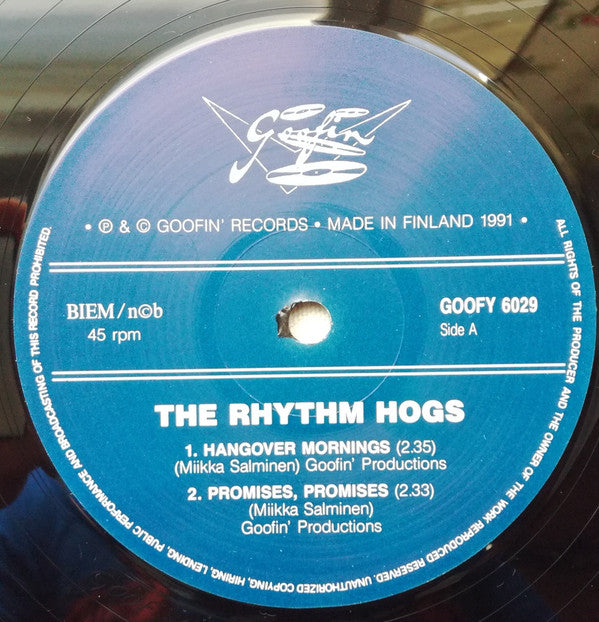 Goofin'
• ℗ & © GOOFIN' RECORDS • MADE IN FINLAND 1991 •
BIEM / n©b
45 rpm
GOOFY 6029
Side A
THE RHYTHM HOGS
1. HANGOVER MORNINGS (2.35)
(Miikka Salminen) Goofin' Productions
2. PROMISES, PROMISES (2.33)
(Miikka Salminen)
Goofin' Productions
ALL RIGHTS OF THE PRODUCER AND THE OWNER OF THE WORK REPRODUCED RESERVED. UNAUTHORIZED COPYING, HIRING, LENDING, PUBLIC PERFORMANCE AND BROADCASTING OF THIS RECORD PROHIBITED.